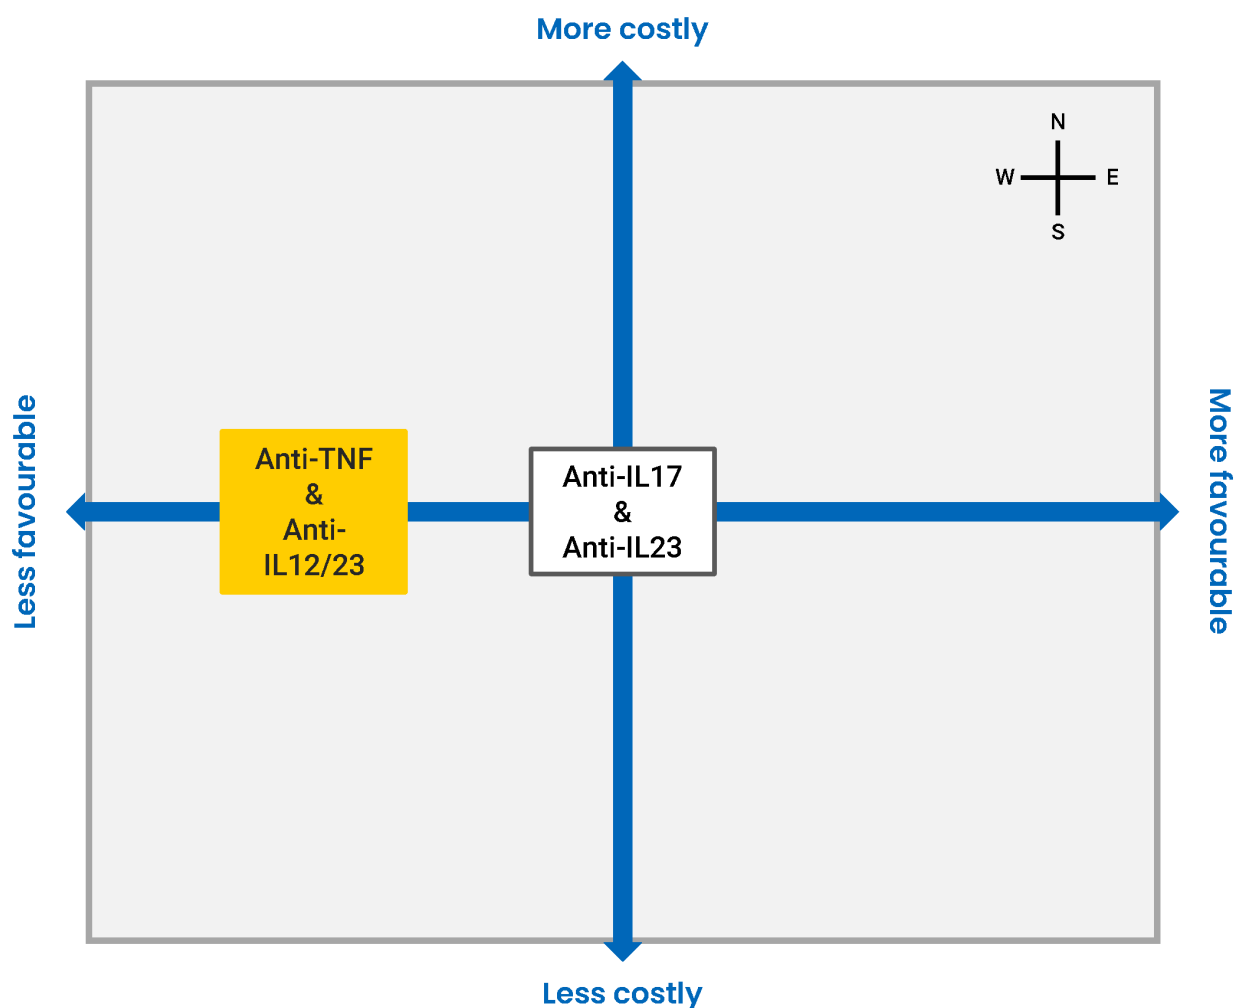 More costly
N
W
E
S
Less favourable
Anti-TNF
&
Anti-
IL12/23
Anti-IL17
&
Anti-IL23
More favourable
Less costly